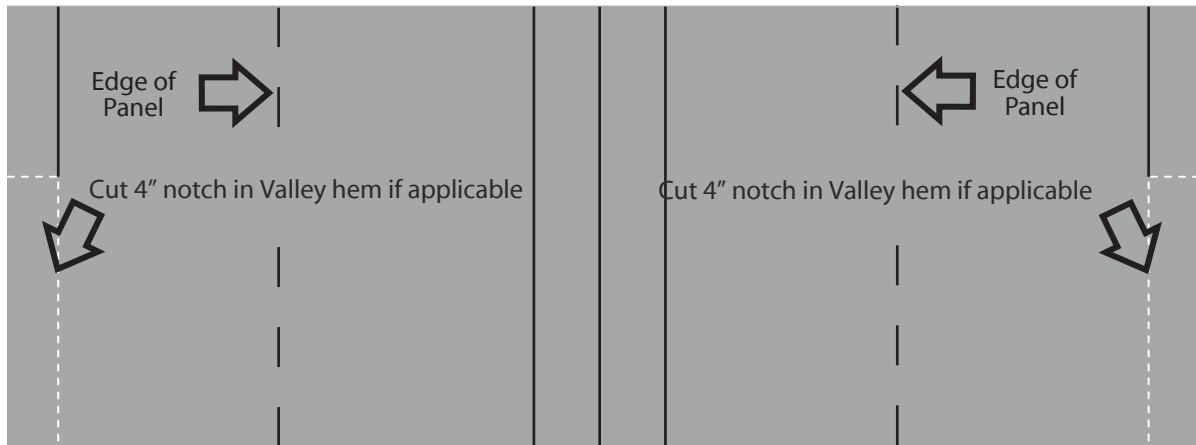 Edge of
Panel
Edge of
Panel
Cut 4” notch in Valley hem if applicable
Cut 4” notch in Valley hem if applicable